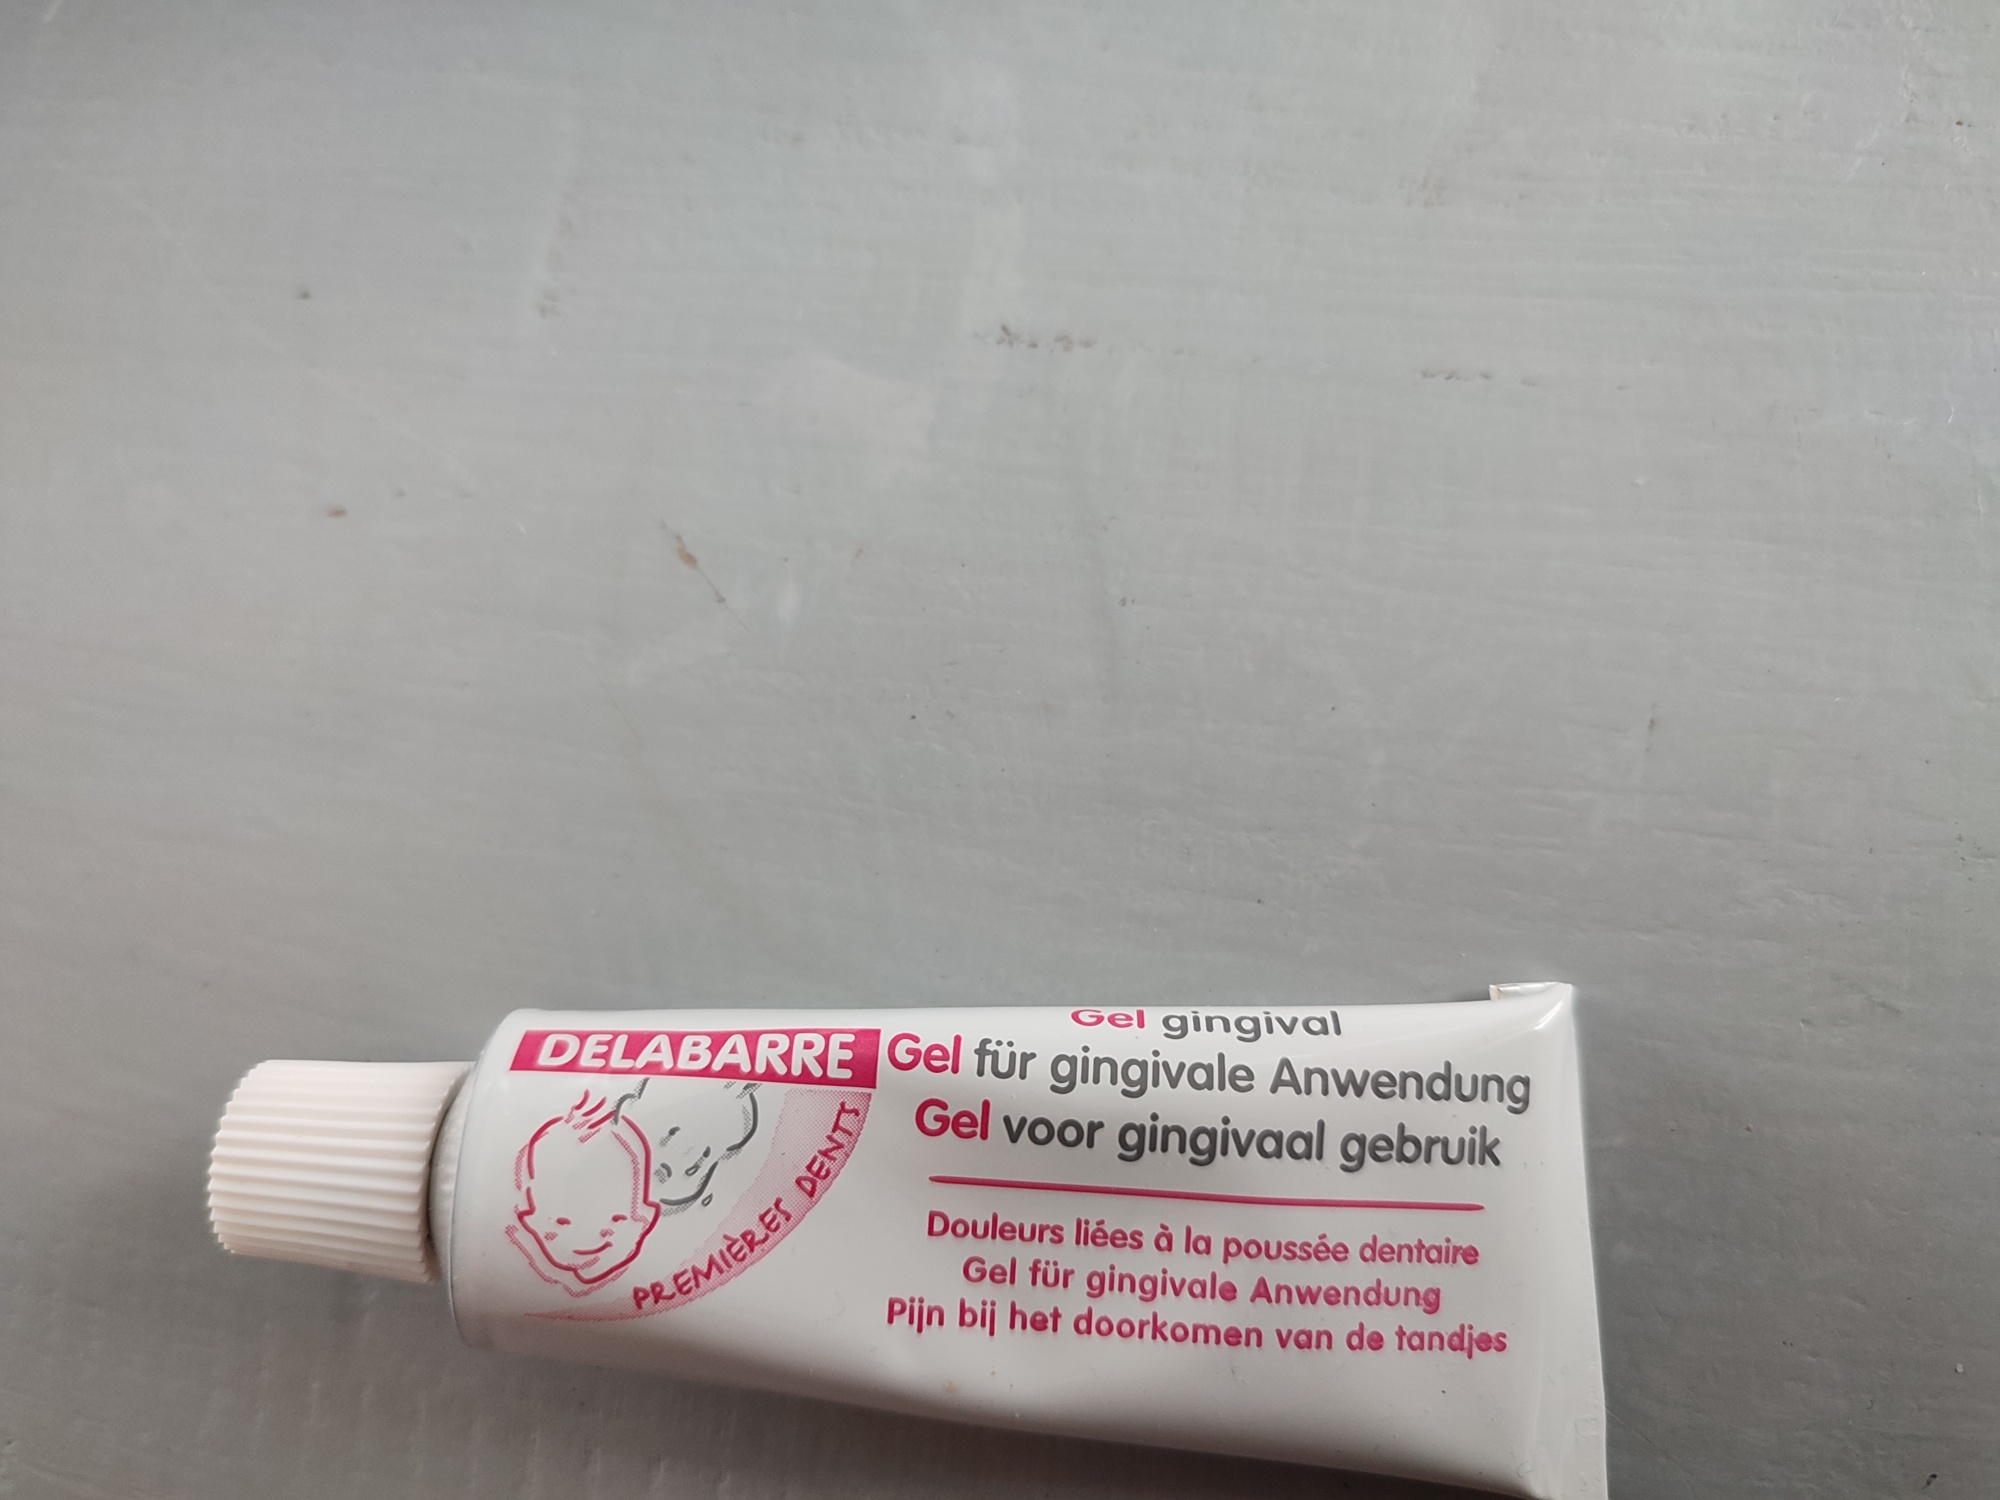 DELABARRE
PREMIÈRES DENTS
Gel gingival
Gel für gingivale Anwendung
Gel voor gingivaal gebruik
Douleurs liées à la poussée dentaire
Gel für gingivale Anwendung
Pijn bij het doorkomen van de tandjes